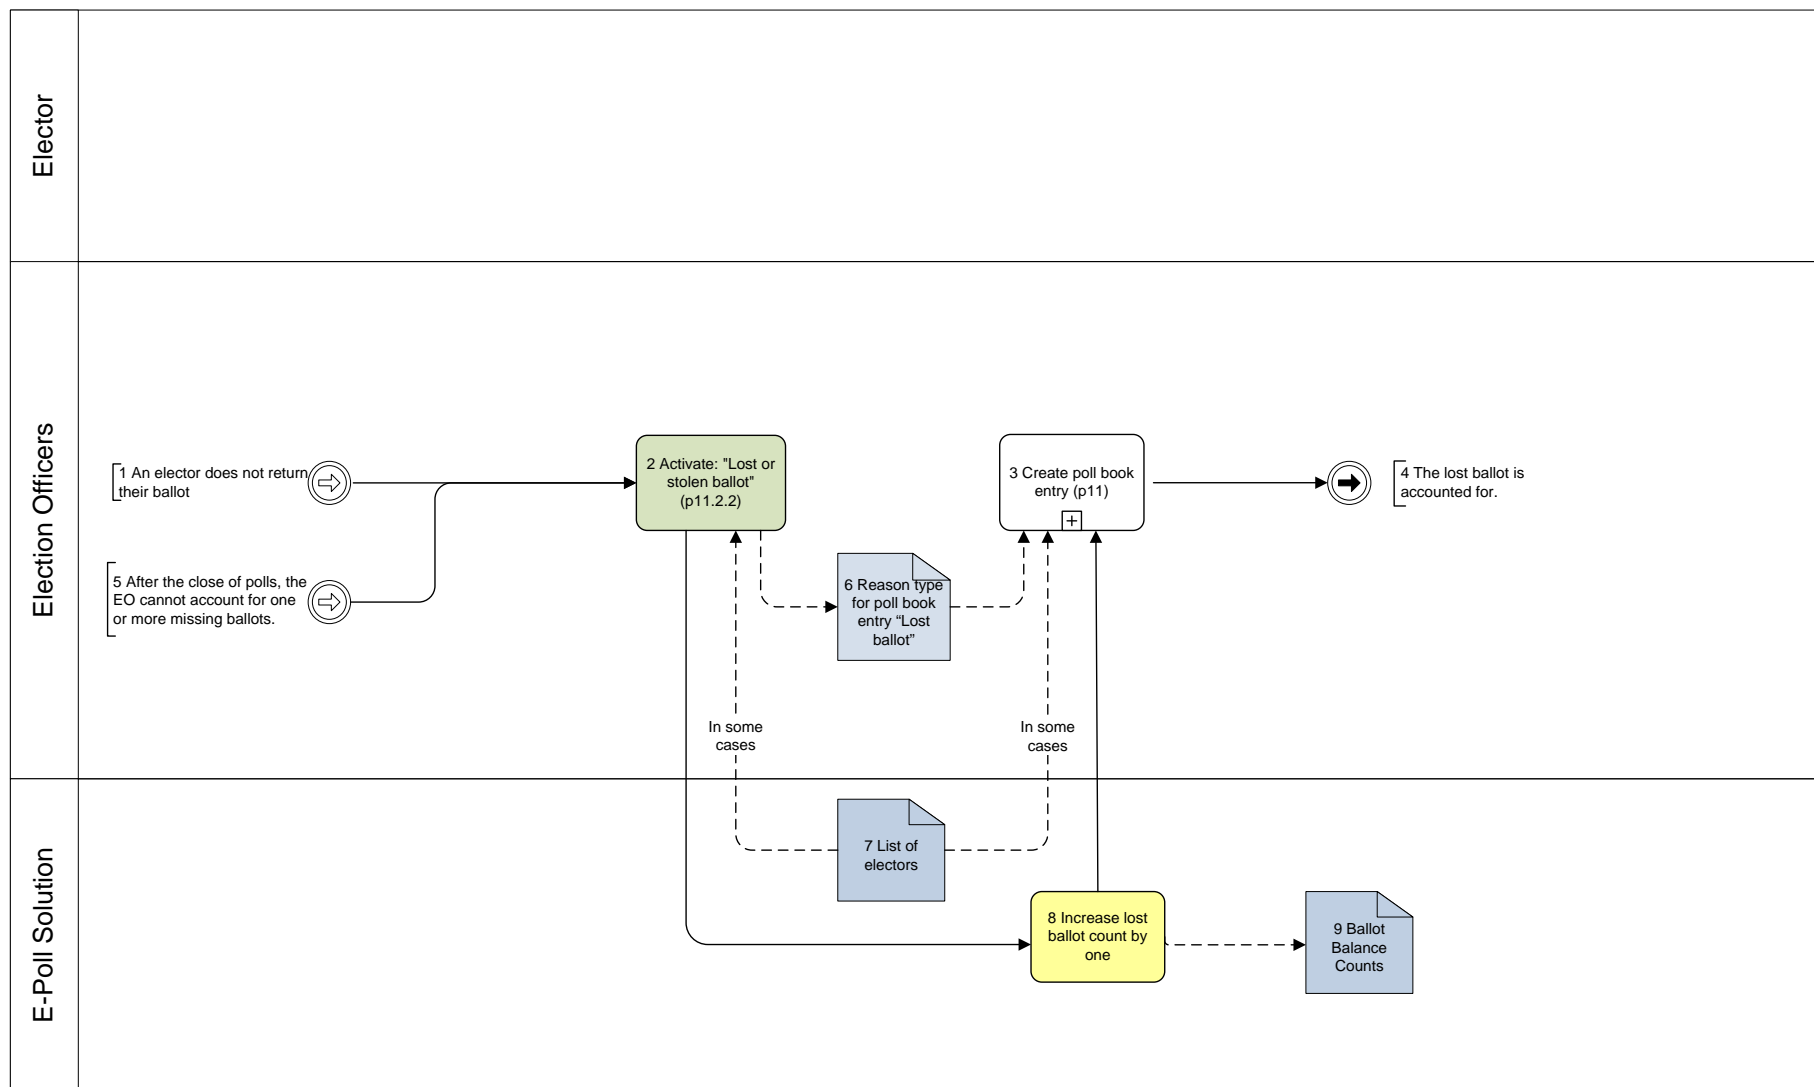 Elector
Election Officers
E-Poll Solution
1 An elector does not return
their ballot
2 Activate: "Lost or
stolen ballot"
(p11.2.2)
3 Create poll book
entry (p11)
4 The lost ballot is
accounted for.
5 After the close of polls, the
EO cannot account for one
or more missing ballots.
6 Reason type
for poll book
entry “Lost
ballot”
In some
cases
In some
cases
7 List of
electors
8 Increase lost
ballot count by
one
9 Ballot
Balance
Counts